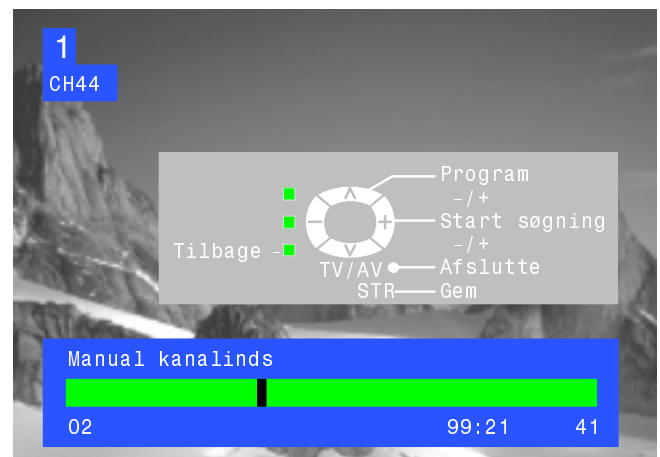 1
CH44
Program
-/+
Start søgning
-/+
Tilbage
TV/AV Afslutte
STR Gem
Manual kanalinds
02 99:21 41